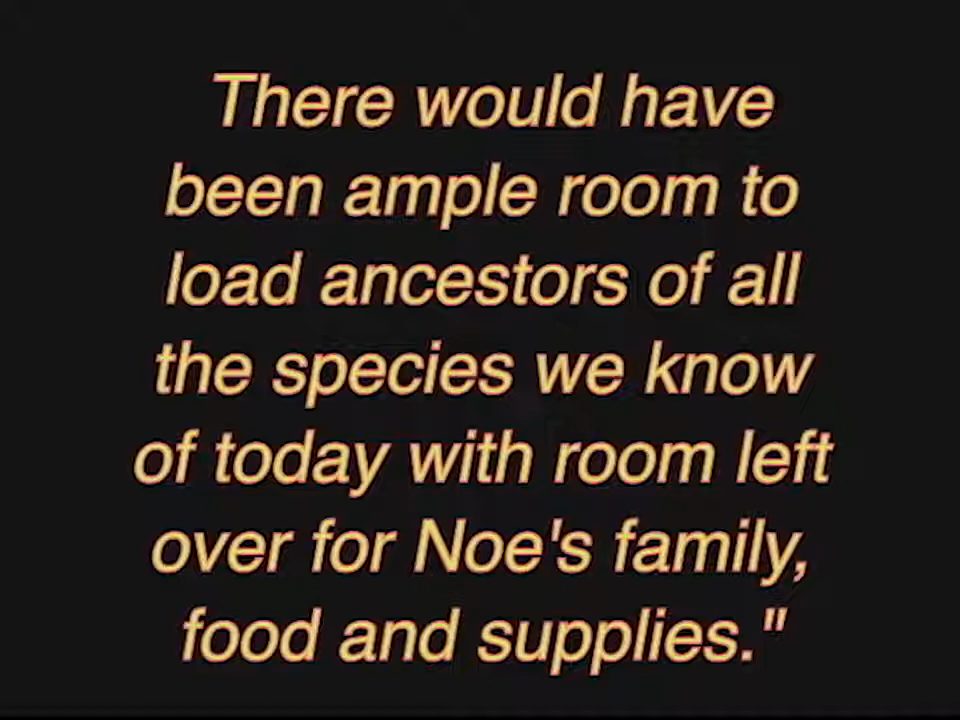 There would have
been ample room to
load ancestors of all
the species we know
of today with room left
over for Noe's family,
food and supplies."